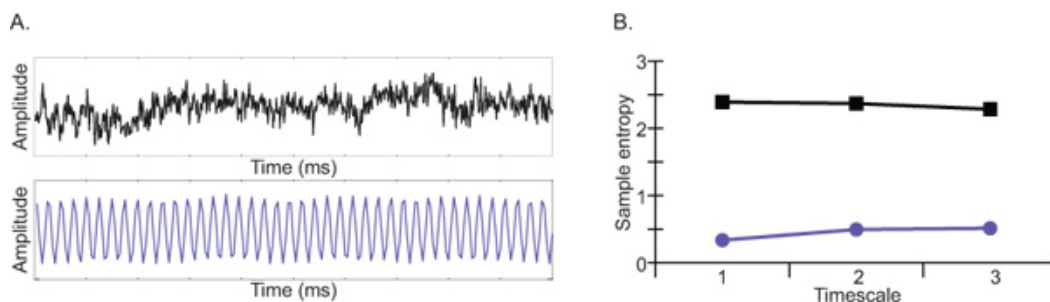 A.
Amplitude
Time (ms)
Amplitude
Time (ms)
B.
Sample entropy
3
2
1
0
1 2 3
Timescale